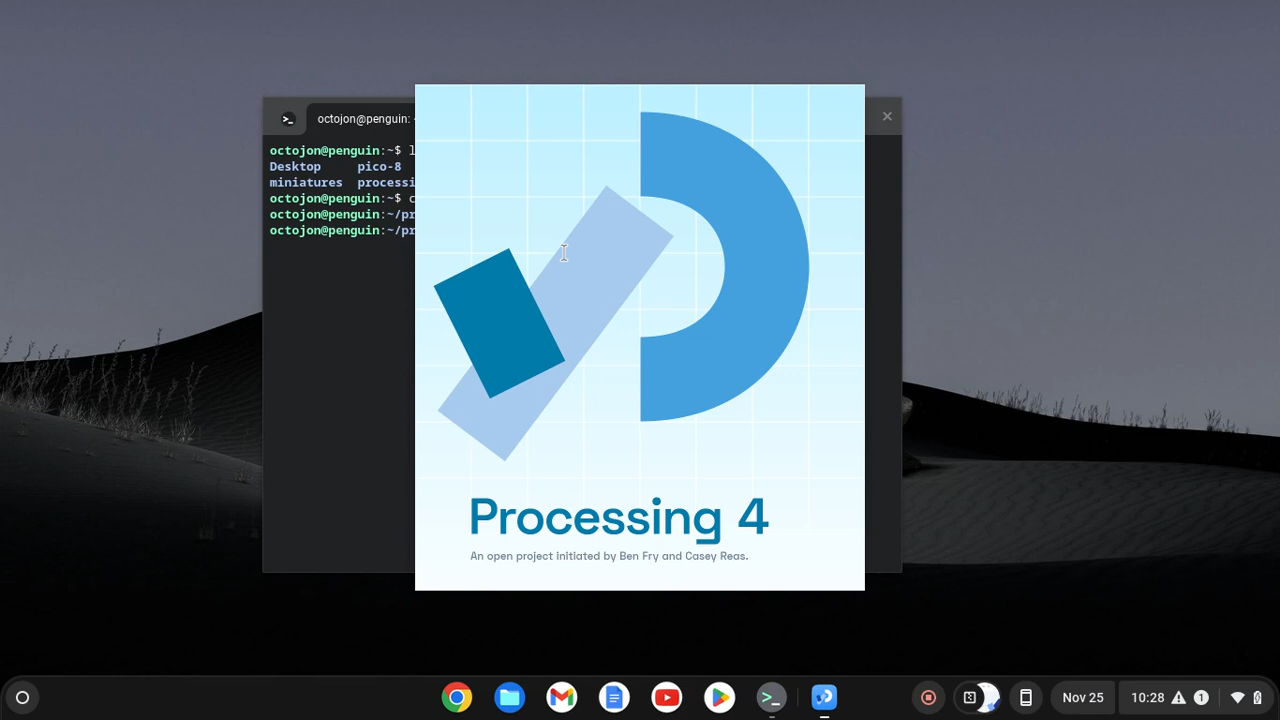 octojon@penguin:
octojon@penguin:~$ l
Desktop pico-8
miniatures processi
octojon@penguin:~$ c
octojon@penguin:~/pr
octojon@penguin:~/pr
Processing 4
An open project initiated by Ben Fry and Casey Reas.
Nov 25
10:28
1